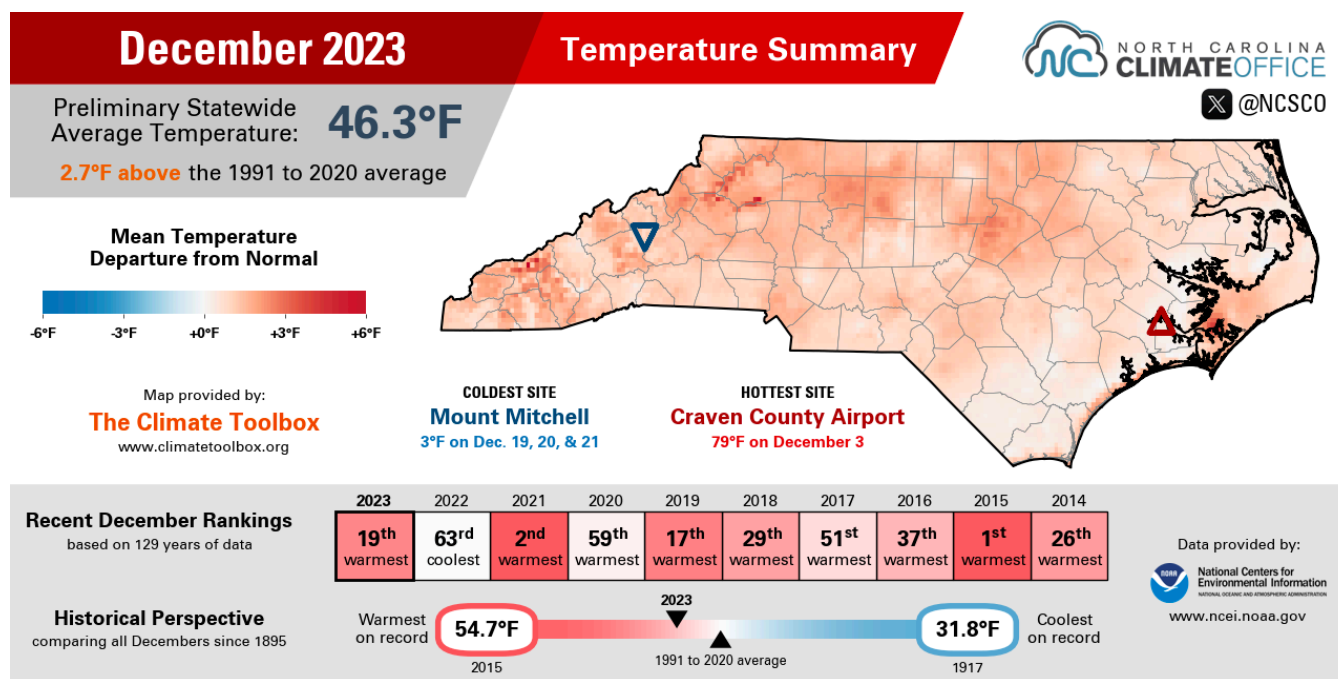 December 2023
Temperature Summary
NORTH CAROLINA
CLIMATEOFFICE
NC
X @NCSCO
Preliminary Statewide
Average Temperature:
46.3°F
2.7°F above the 1991 to 2020 average
Mean Temperature
Departure from Normal
-6°F -3°F +0°F +3°F +6°F
Map provided by:
The Climate Toolbox
www.climatetoolbox.org
COLDEST SITE
Mount Mitchell
3°F on Dec. 19, 20, & 21
HOTTEST SITE
Craven County Airport
79°F on December 3
Recent December Rankings
based on 129 years of data
2023 2022 2021 2020 2019 2018 2017 2016 2015 2014
19th 63rd 2nd 59th 17th 29th 51st 37th 1st 26th
warmest coolest warmest warmest warmest warmest warmest warmest warmest warmest
Historical Perspective
comparing all Decembers since 1895
Warmest
on record
54.7°F
2015
2023
1991 to 2020 average
31.8°F
1917
Coolest
on record
Data provided by:
NOAA
National Centers for
Environmental Information
NATIONAL OCEANIC AND ATMOSPHERIC ADMINISTRATION
www.ncei.noaa.gov